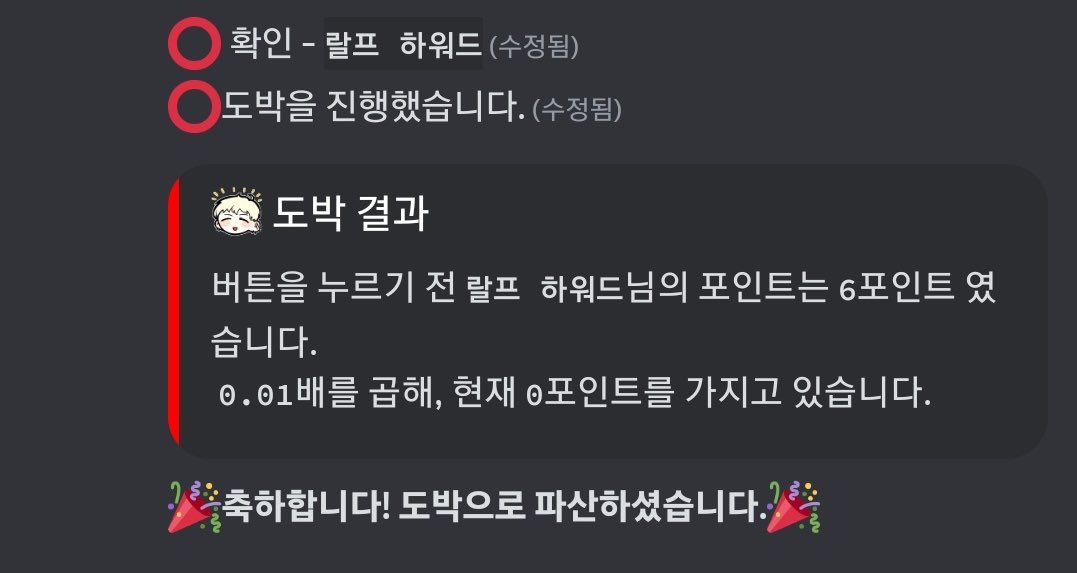 확인 - 랄프 하워드 (수정됨)
도박을 진행했습니다. (수정됨)
도박 결과
버튼을 누르기 전 랄프 하워드님의 포인트는 6포인트 였
습니다.
0.01배를 곱해, 현재 0포인트를 가지고 있습니다.
축하합니다! 도박으로 파산하셨습니다.